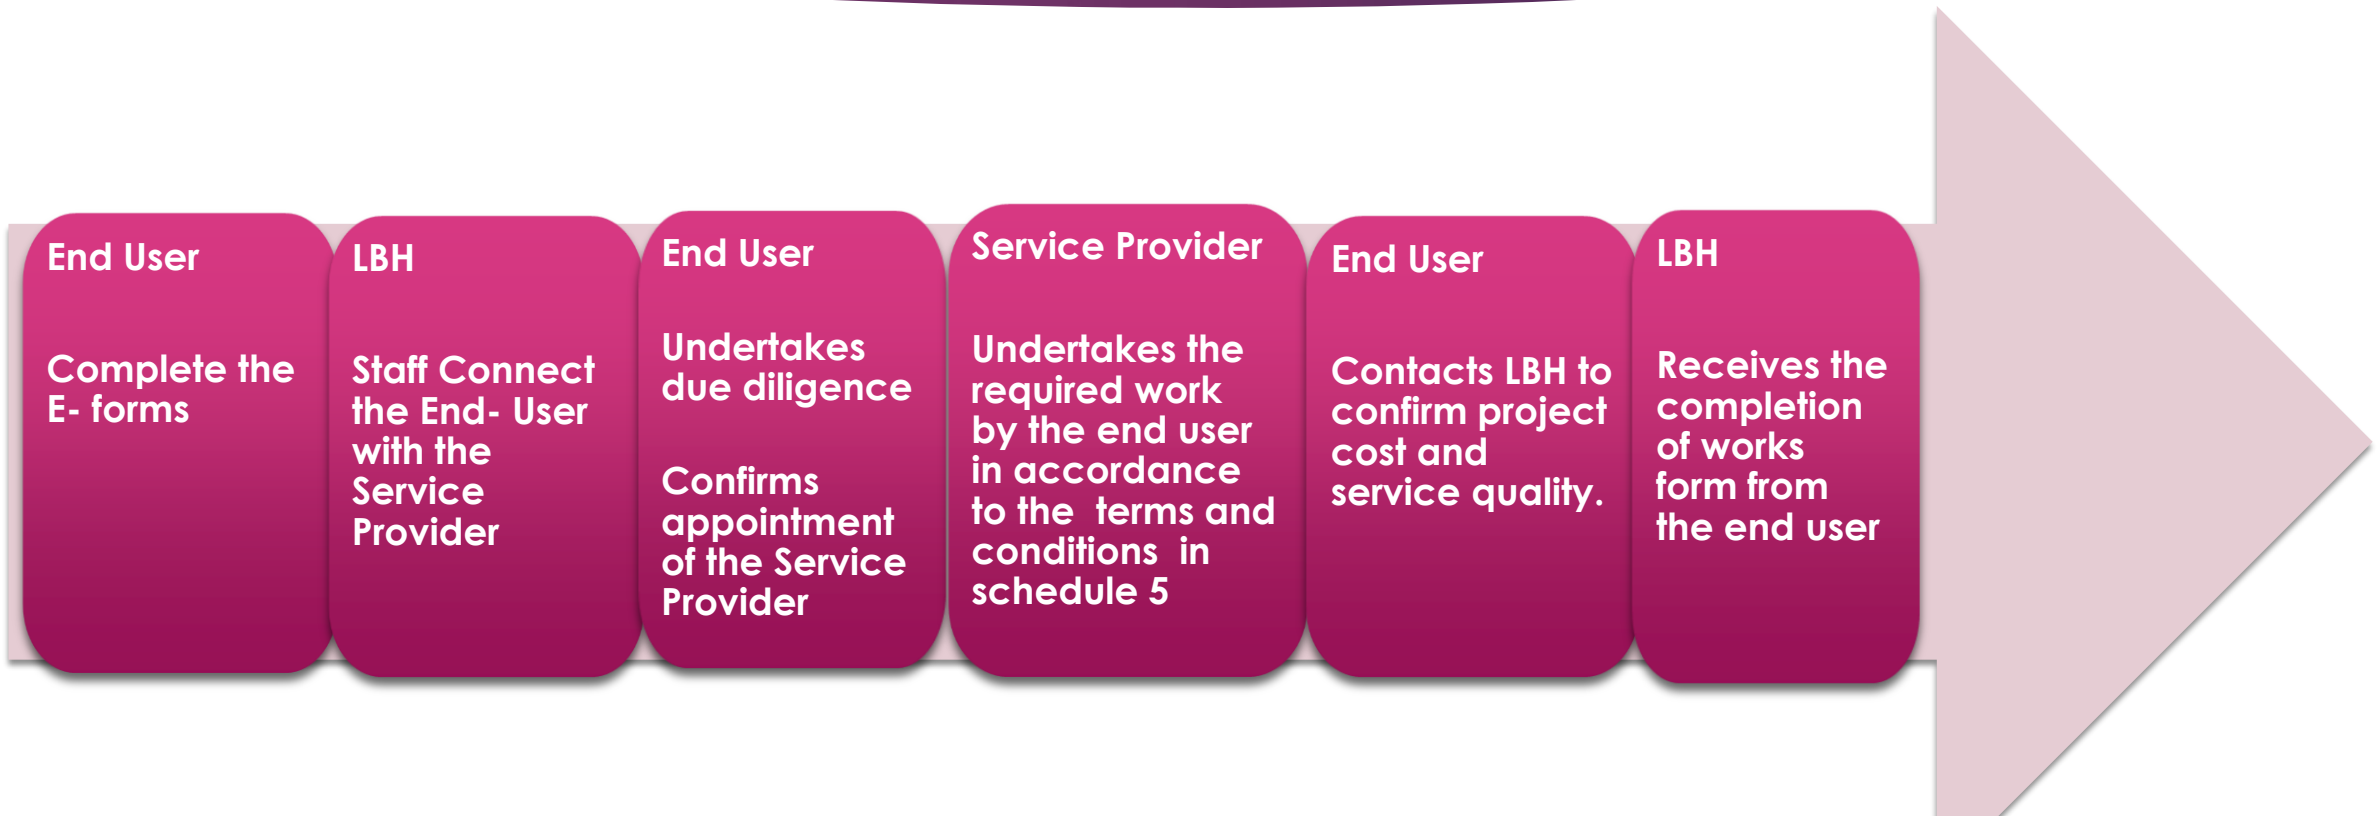 End User
Complete the
E- forms
LBH
Staff Connect
the End- User
with the
Service
Provider
End User
Undertakes
due diligence
Confirms
appointment
of the Service
Provider
Service Provider
Undertakes the
required work
by the end user
in accordance
to the  terms and
conditions  in
schedule 5
End User
Contacts LBH to
confirm project
cost and
service quality.
LBH
Receives the
completion
of works
form from
the end user